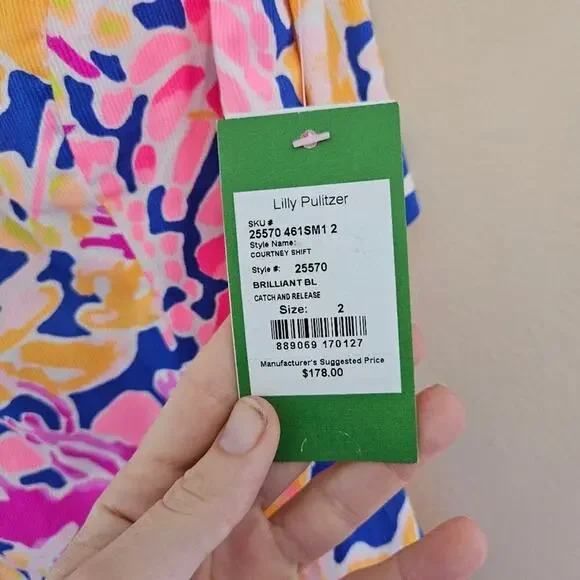 Lilly Pulitzer
SKU #
25570 461SM1 2
Style Name:
COURTNEY SHIFT
Style #: 25570
BRILLIANT BL
CATCH AND RELEASE
Size: 2
889069 170127
Manufacturer's Suggested Price
$178.00